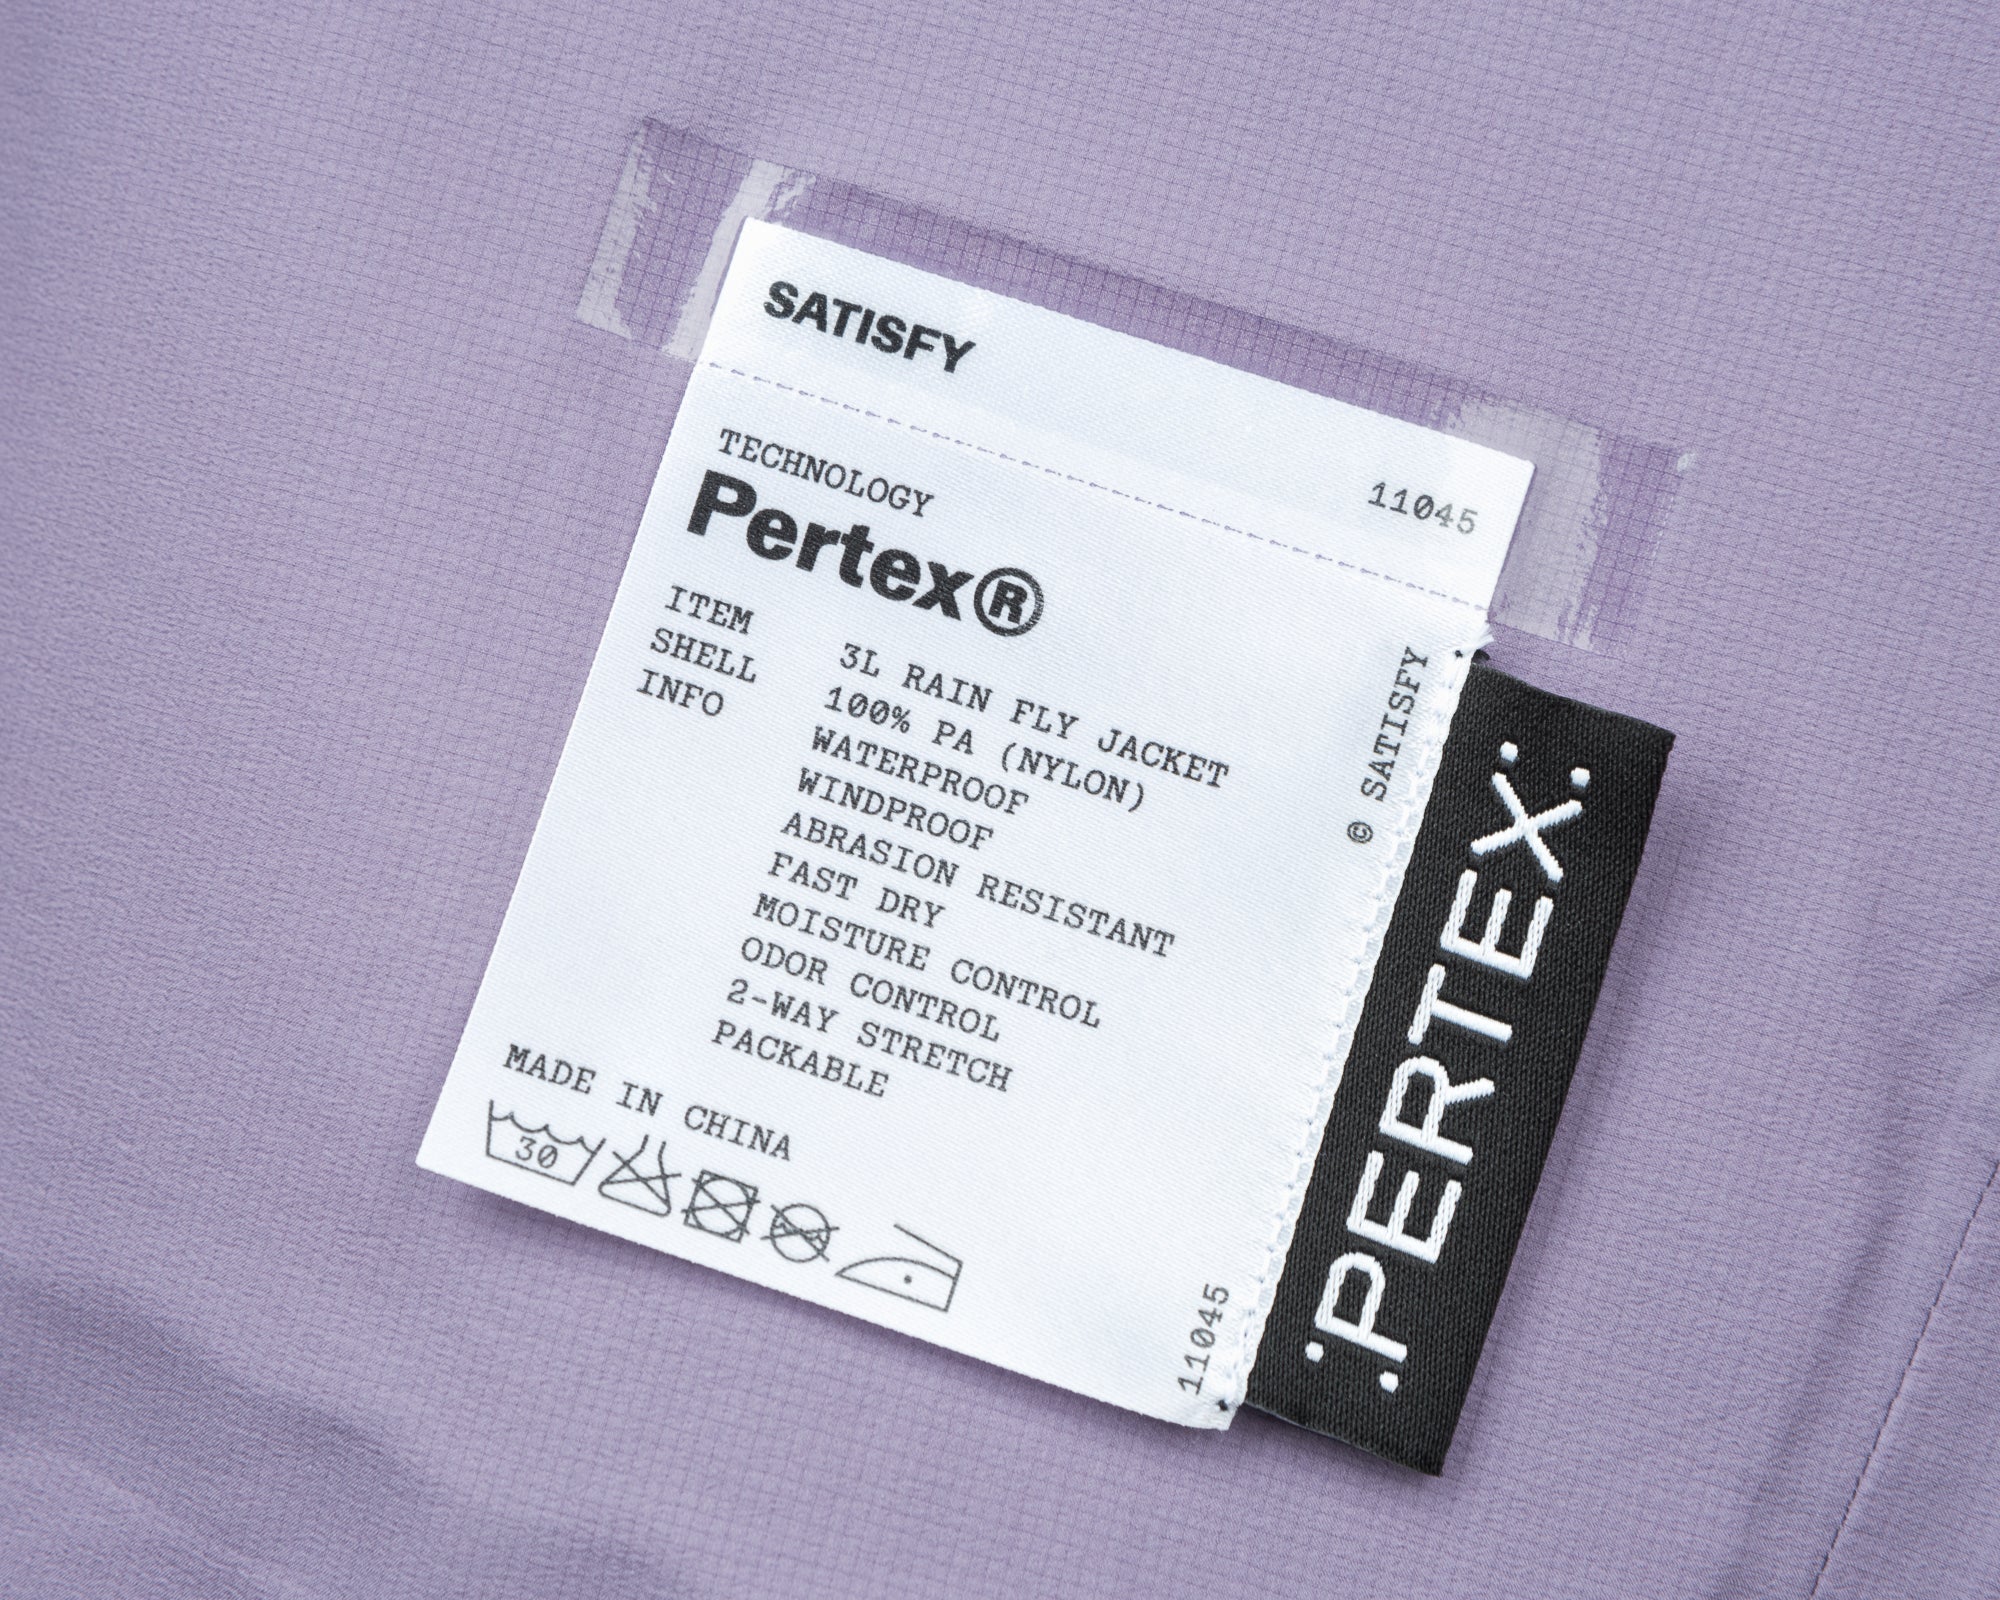 SATISFY
11045
TECHNOLOGY
Pertex®
ITEM 3L RAIN FLY JACKET
SHELL 100% PA (NYLON)
INFO WATERPROOF
WINDPROOF
ABRASION RESISTANT
FAST DRY
MOISTURE CONTROL
ODOR CONTROL
2-WAY STRETCH
PACKABLE
MADE IN CHINA
30
© SATISFY
11045
PERTEX